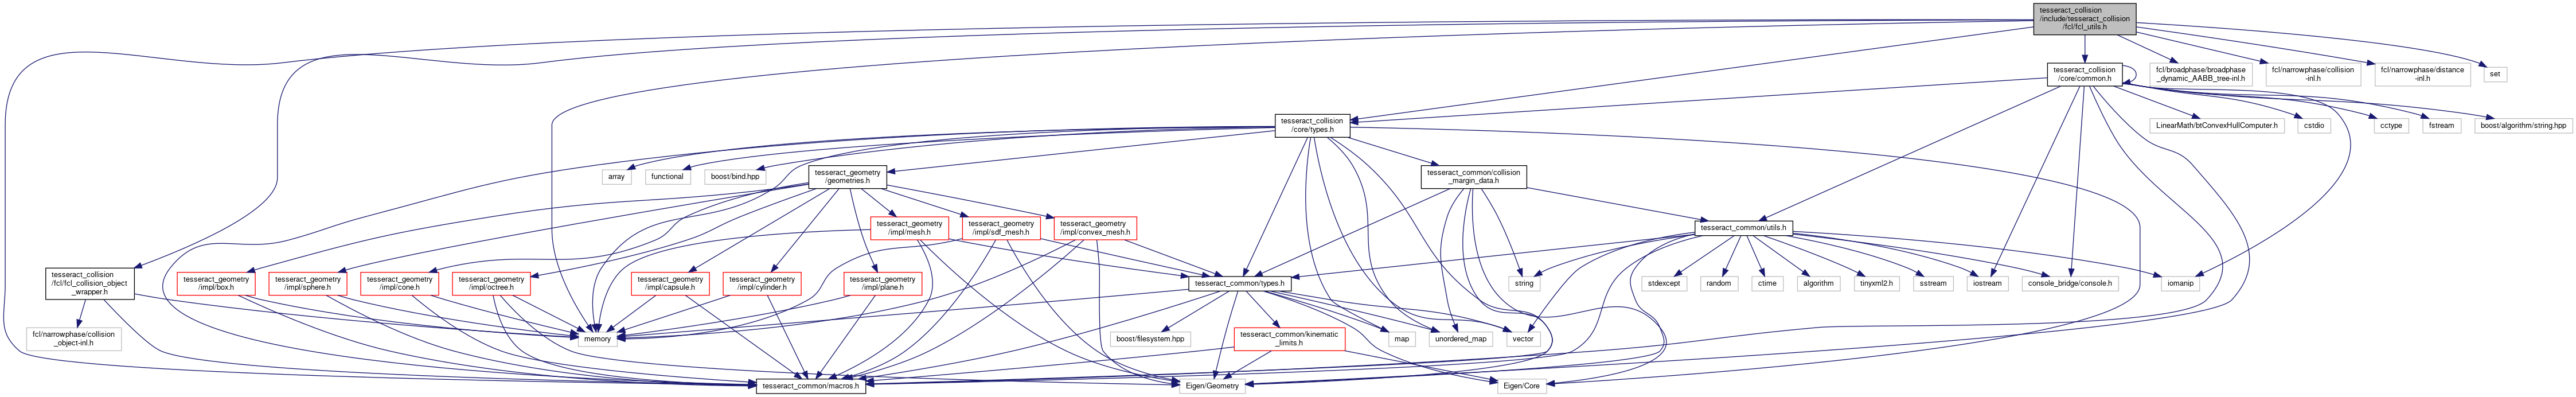 tesseract_collision
/include/tesseract_collision
/fcl/fcl_utils.h
tesseract_collision
/core/common.h
fcl/broadphase/broadphase
_dynamic_AABB_tree-inl.h
fcl/narrowphase/collision
-inl.h
fcl/narrowphase/distance
-inl.h
set
tesseract_collision
/core/types.h
LinearMath/btConvexHullComputer.h
cstdio
cctype
fstream
boost/algorithm/string.hpp
array
functional
boost/bind.hpp
tesseract_geometry
/geometries.h
tesseract_common/collision
_margin_data.h
tesseract_geometry
/impl/mesh.h
tesseract_geometry
/impl/sdf_mesh.h
tesseract_geometry
/impl/convex_mesh.h
tesseract_common/utils.h
tesseract_collision
/fcl/fcl_collision_object
_wrapper.h
tesseract_geometry
/impl/box.h
tesseract_geometry
/impl/sphere.h
tesseract_geometry
/impl/cone.h
tesseract_geometry
/impl/octree.h
tesseract_geometry
/impl/capsule.h
tesseract_geometry
/impl/cylinder.h
tesseract_geometry
/impl/plane.h
tesseract_common/types.h
string
stdexcept
random
ctime
algorithm
tinyxml2.h
sstream
iostream
console_bridge/console.h
iomanip
fcl/narrowphase/collision
_object-inl.h
memory
boost/filesystem.hpp
tesseract_common/kinematic
_limits.h
map
unordered_map
vector
tesseract_common/macros.h
Eigen/Geometry
Eigen/Core